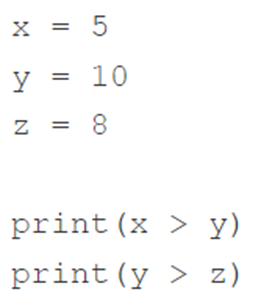 x = 5
y = 10
z = 8
print(x > y)
print(y > z)